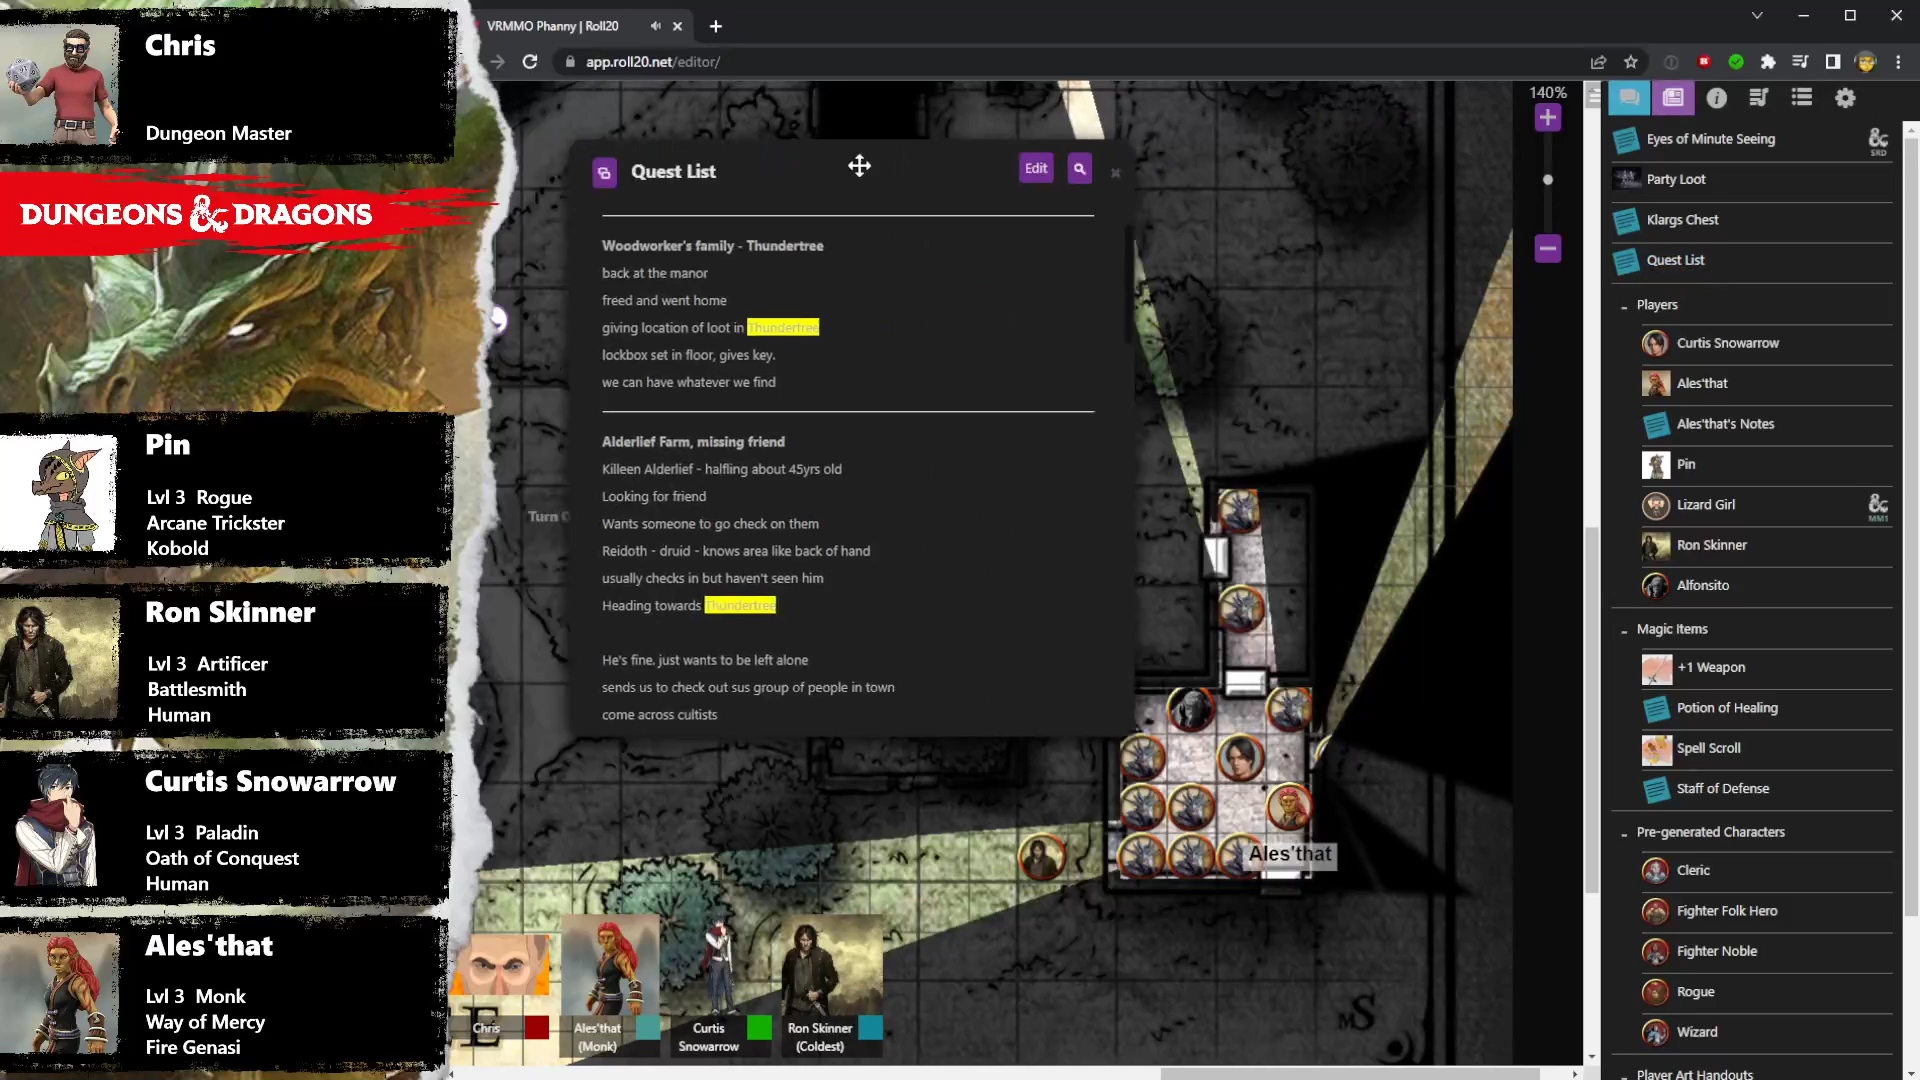 Chris
Dungeon Master
DUNGEONS & DRAGONS
Pin
Lvl 3 Rogue
Arcane Trickster
Kobold
Ron Skinner
Lvl 3 Artificer
Battlesmith
Human
Curtis Snowarrow
Lvl 3 Paladin
Oath of Conquest
Human
Ales'that
Lvl 3 Monk
Way of Mercy
Fire Genasi
VRMMO Phanny | Roll20
app.roll20.net/editor/
140%
Quest List
Edit
Woodworker's family - Thundertree
back at the manor
freed and went home
giving location of loot in Thundertree
lockbox set in floor, gives key.
we can have whatever we find
Alderlief Farm, missing friend
Killeen Alderlief - halfling about 45yrs old
Looking for friend
Wants someone to go check on them
Reidoth - druid - knows area like back of hand
usually checks in but haven't seen him
Heading towards Thundertree
He's fine. just wants to be left alone
sends us to check out sus group of people in town
come across cultists
Turn O
Ales'that
E
MS
Chris
Ales'that
(Monk)
Curtis
Snowarrow
Ron Skinner
(Coldest)
Eyes of Minute Seeing
& SRD
Party Loot
Klargs Chest
Quest List
Players
Curtis Snowarrow
Ales'that
Ales'that's Notes
Pin
Lizard Girl
& MM1
Ron Skinner
Alfonsito
Magic Items
+1 Weapon
Potion of Healing
Spell Scroll
Staff of Defense
Pre-generated Characters
Cleric
Fighter Folk Hero
Fighter Noble
Rogue
Wizard
Player Art Handouts